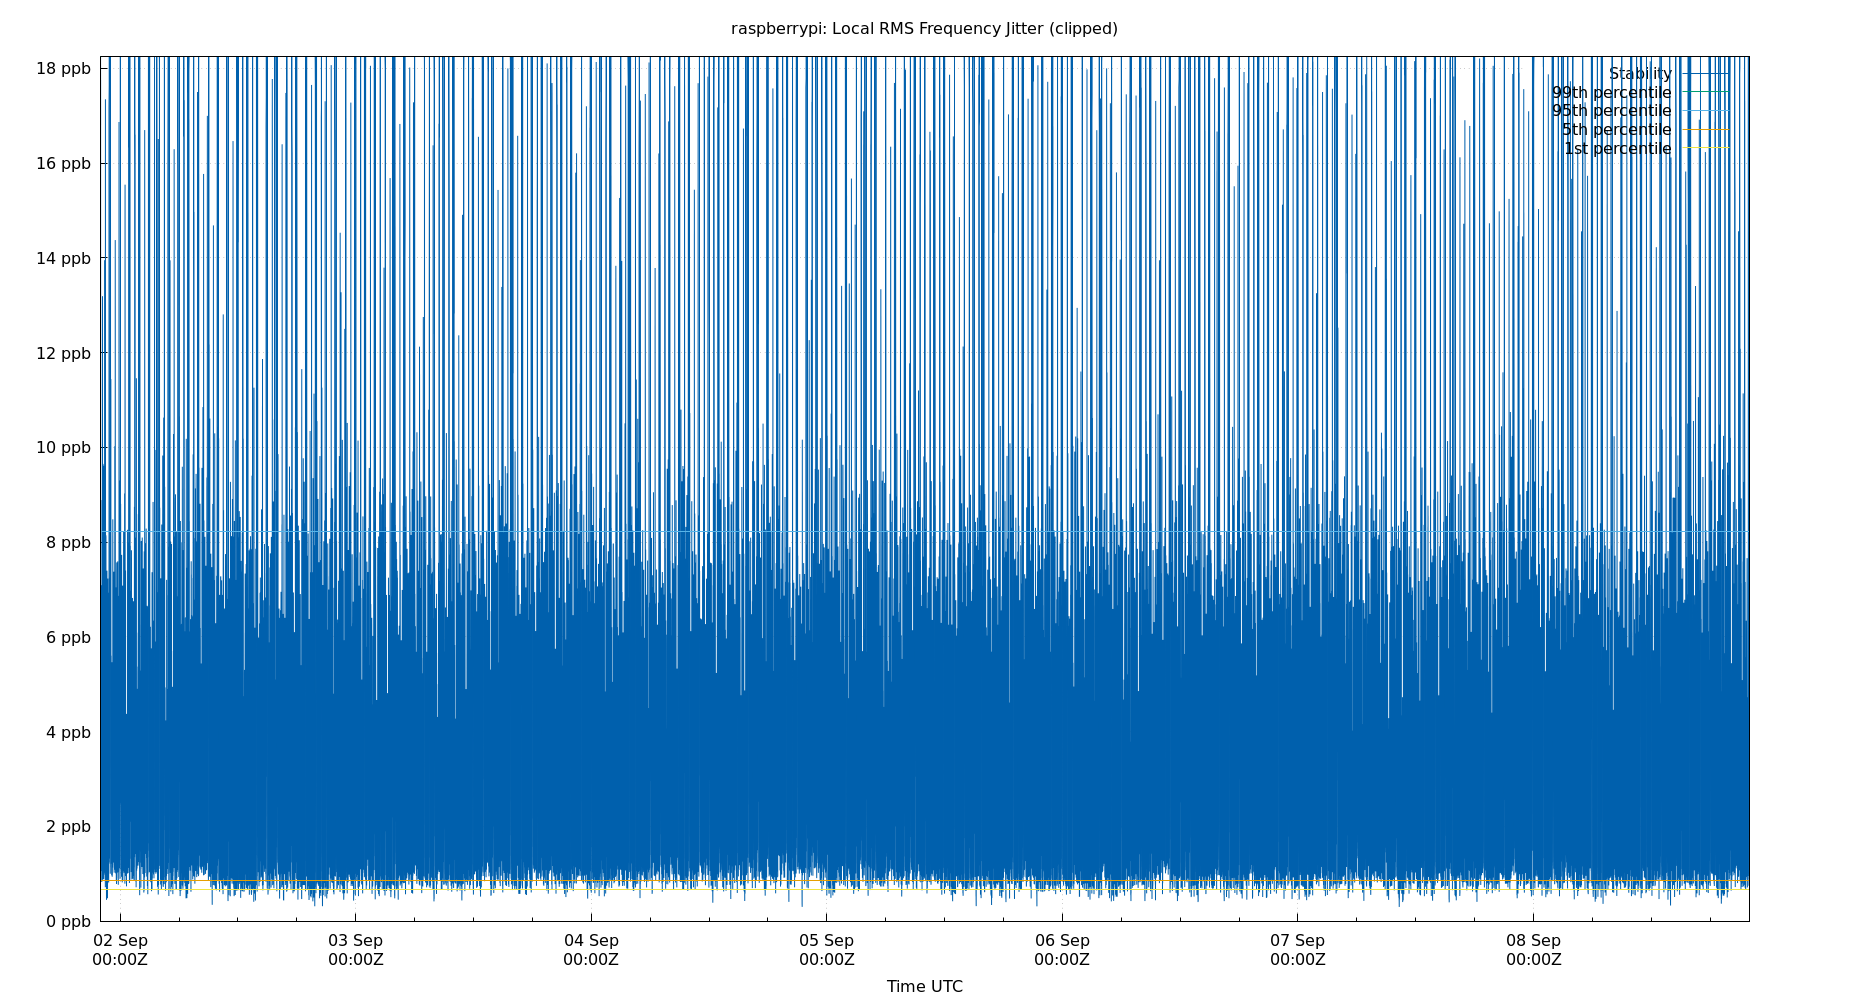 raspberrypi: Local RMS Frequency Jitter (clipped)
18 ppb
16 ppb
14 ppb
12 ppb
10 ppb
8 ppb
6 ppb
4 ppb
2 ppb
0 ppb
Stability
99th percentile
95th percentile
5th percentile
1st percentile
02 Sep 03 Sep 04 Sep 05 Sep 06 Sep 07 Sep 08 Sep
00:00Z 00:00Z 00:00Z 00:00Z 00:00Z 00:00Z 00:00Z
Time UTC